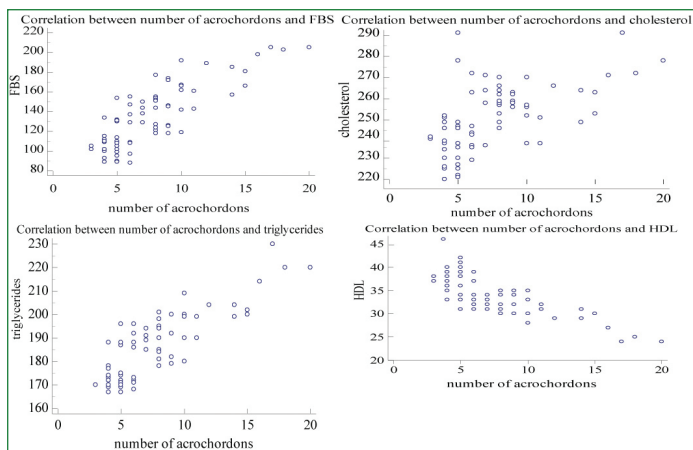 Correlation between number of acrochordons and FBS
220
200
180
160
140
120
100
80
FBS
0 5 10 15 20
number of acrochordons
Correlation between number of acrochordons and cholesterol
290
280
270
260
250
240
230
220
cholesterol
0 5 10 15 20
number of acrochordons
Correlation between number of acrochordons and triglycerides
230
220
210
200
190
180
170
160
triglycerides
0 5 10 15 20
number of acrochordons
Correlation between number of acrochordons and HDL
45
40
35
30
25
20
HDL
0 5 10 15 20
number of acrochordons